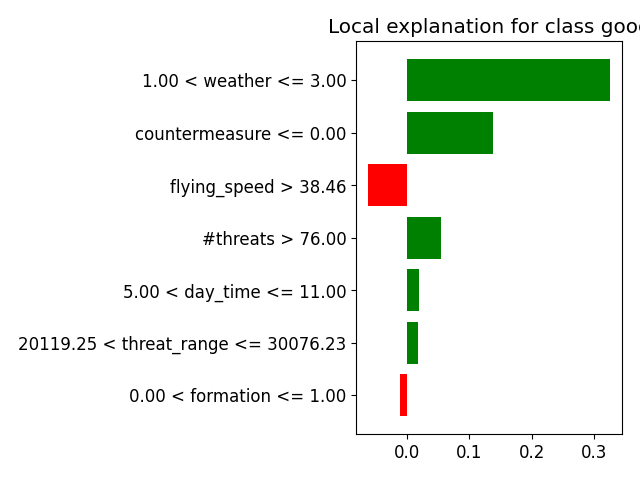 Local explanation for class good
1.00 < weather <= 3.00
countermeasure <= 0.00
flying_speed > 38.46
#threats > 76.00
5.00 < day_time <= 11.00
20119.25 < threat_range <= 30076.23
0.00 < formation <= 1.00
0.0 0.1 0.2 0.3